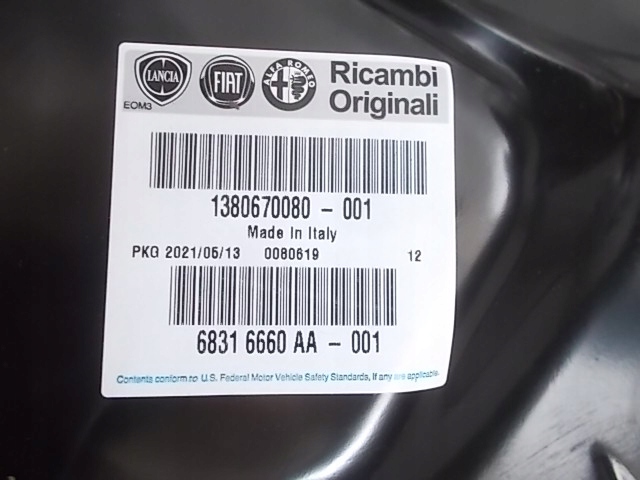 LANCIA FIAT ALFA ROMEO Ricambi
EOM3 Originali
1380670080 - 001
Made In Italy
PKG 2021/05/13 0080619 12
6831 6660 AA - 001
Contents conform to U.S. Federal Motor Vehicle Safety Standards, If any are applicable.